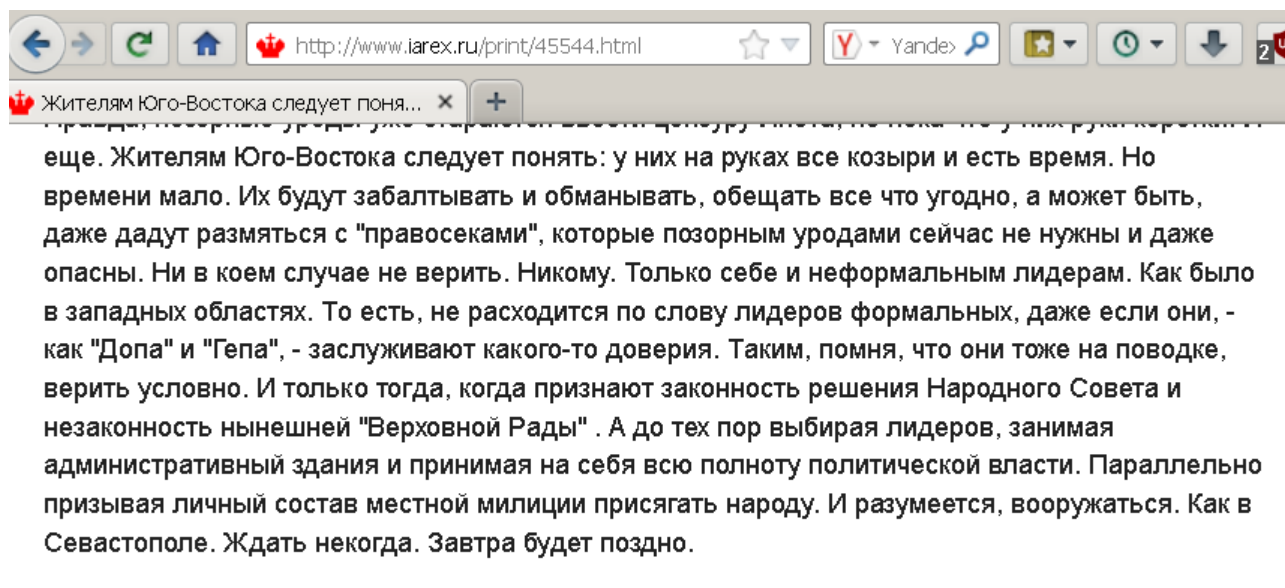 http://www.iarex.ru/print/45544.html
Yandex
2
Жителям Юго-Востока следует поня...
еще. Жителям Юго-Востока следует понять: у них на руках все козыри и есть время. Но
времени мало. Их будут забалтывать и обманывать, обещать все что угодно, а может быть,
даже дадут размяться с "правосеками", которые позорным уродами сейчас не нужны и даже
опасны. Ни в коем случае не верить. Никому. Только себе и неформальным лидерам. Как было
в западных областях. То есть, не расходится по слову лидеров формальных, даже если они, -
как "Допа" и "Гепа", - заслуживают какого-то доверия. Таким, помня, что они тоже на поводке,
верить условно. И только тогда, когда признают законность решения Народного Совета и
незаконность нынешней "Верховной Рады" . А до тех пор выбирая лидеров, занимая
административный здания и принимая на себя всю полноту политической власти. Параллельно
призывая личный состав местной милиции присягать народу. И разумеется, вооружаться. Как в
Севастополе. Ждать некогда. Завтра будет поздно.